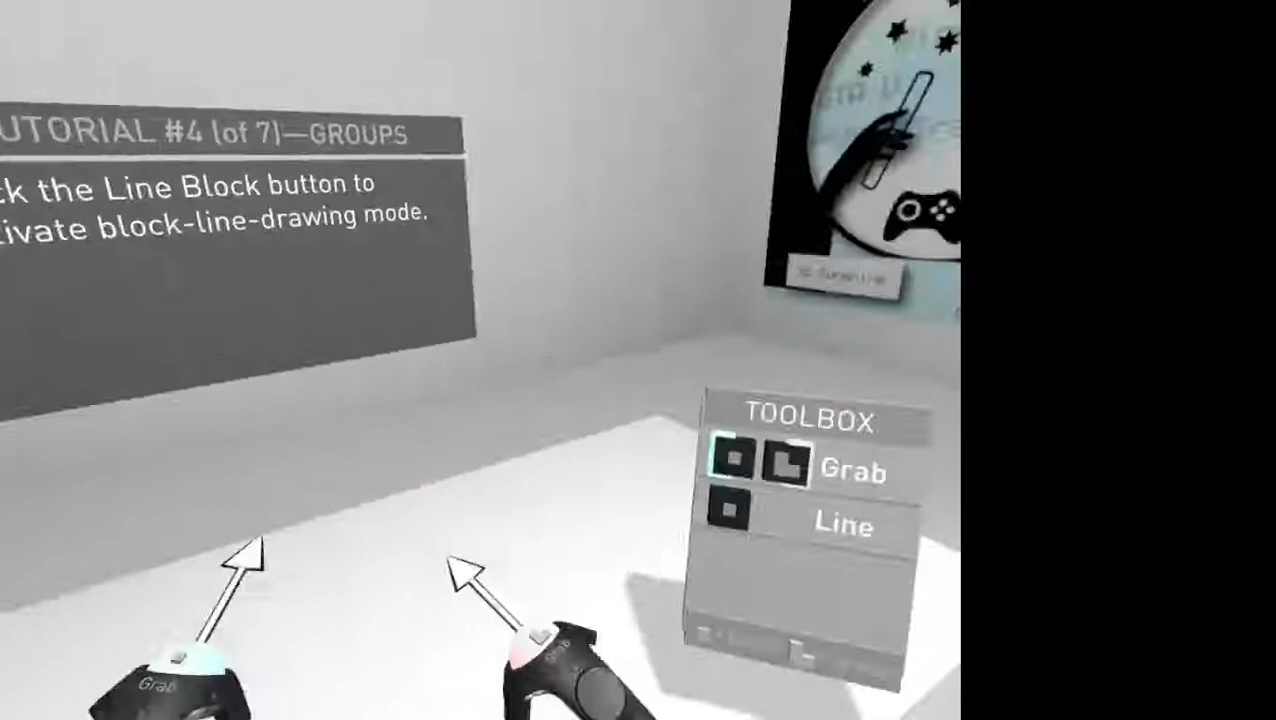 UTORIAL #4 (of 7)—GROUPS
ck the Line Block button to
tivate block-line-drawing mode.
TOOLBOX
Grab
Line
Grab
Grab